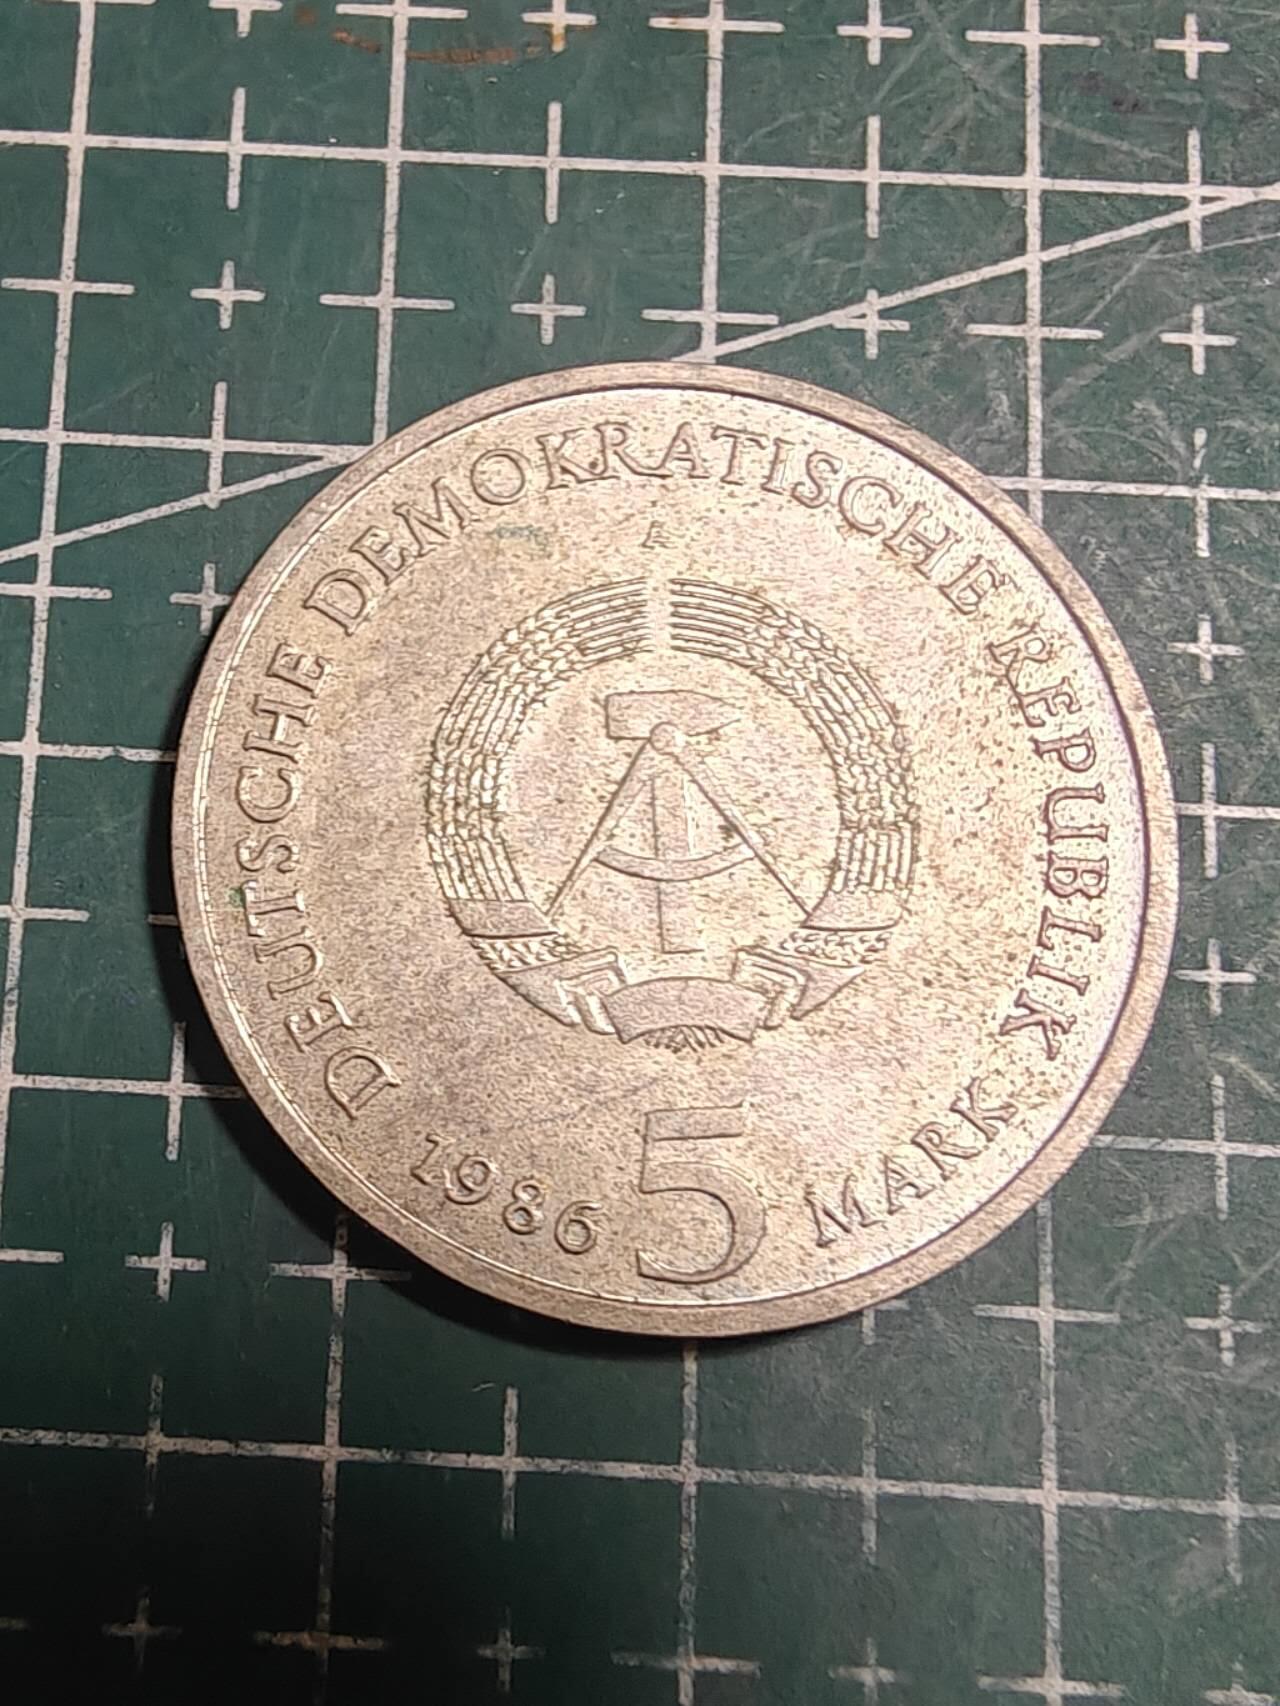 DEUTSCHE DEMOKRATISCHE REPUBLIK
A
1986 5 MARK